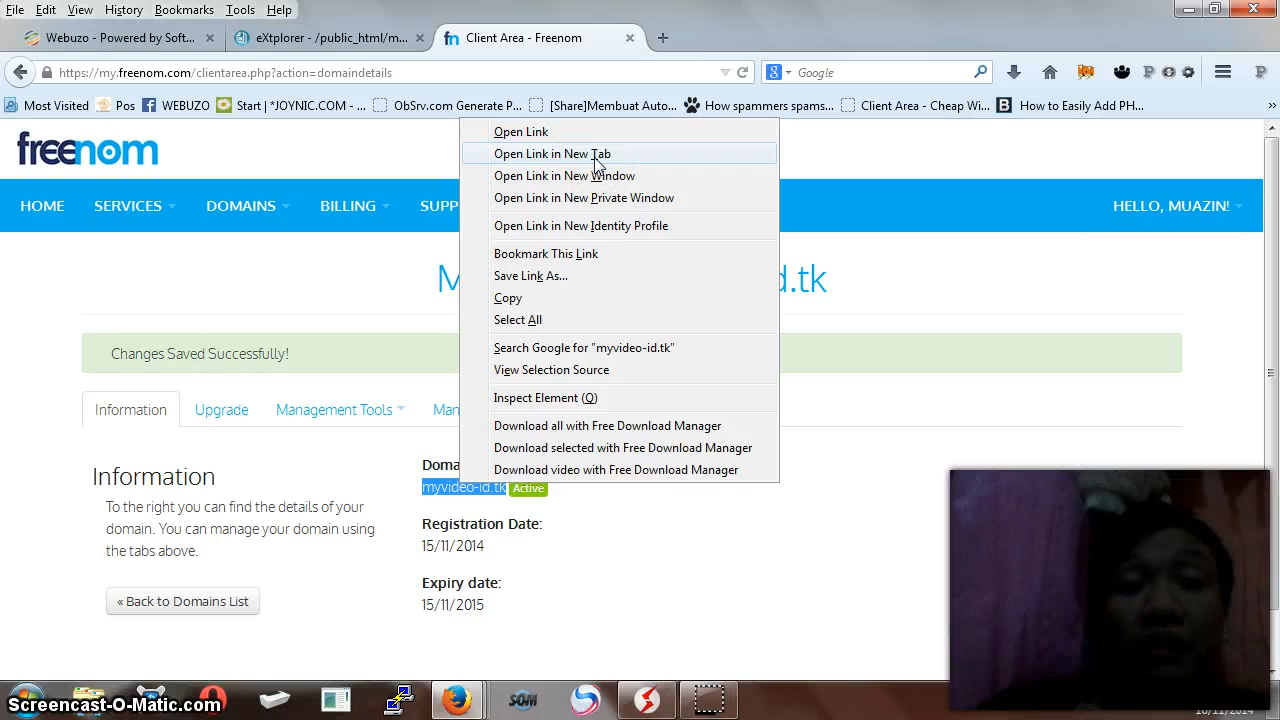 File Edit View History Bookmarks Tools Help
Webuzo - Powered by Soft... × eXtplorer - /public_html/m... × fn Client Area - Freenom ×
https://my.freenom.com/clientarea.php?action=domaindetails Google
Most Visited Pos WEBUZO Start | *JOYNIC.COM - ... ObSrv.com Generate P... [Share]Membuat Auto... How spammers spams... Client Area - Cheap Wi... B How to Easily Add PH... »
freenom
HOME SERVICES DOMAINS BILLING SUPP HELLO, MUAZIN!
d.tk
Changes Saved Successfully!
Information Upgrade Management Tools Man
Information
To the right you can find the details of your
domain. You can manage your domain using
the tabs above.
« Back to Domains List
Doma
myvideo-id.tk Active
Registration Date:
15/11/2014
Expiry date:
15/11/2015
Open Link
Open Link in New Tab
Open Link in New Window
Open Link in New Private Window
Open Link in New Identity Profile
Bookmark This Link
Save Link As...
Copy
Select All
Search Google for "myvideo-id.tk"
View Selection Source
Inspect Element (Q)
Download all with Free Download Manager
Download selected with Free Download Manager
Download video with Free Download Manager
SOM
Screencast-O-Matic.com
16/11/2014